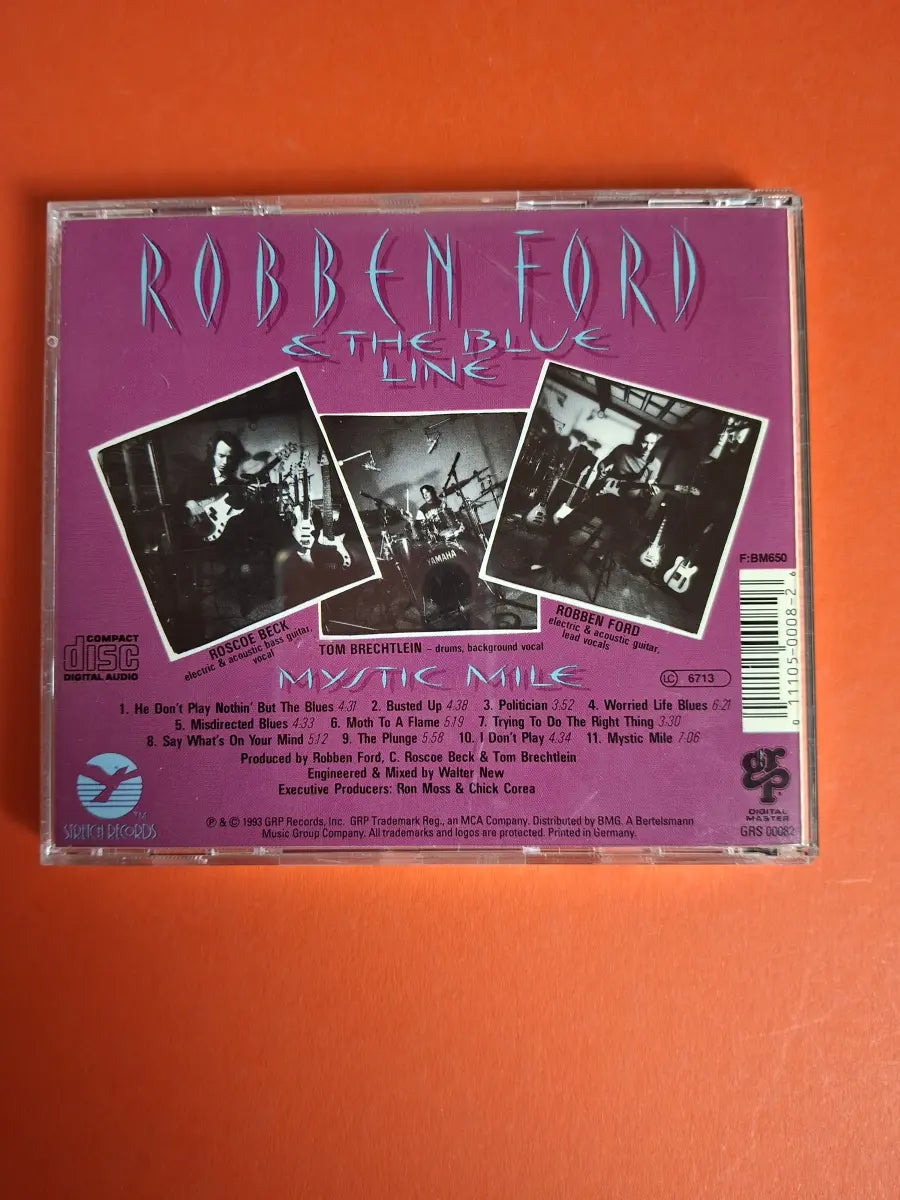 ROBBEN FORD
& THE BLUE
LINE
YAMAHA
F:BM650
ROSCOE BECK
electric & acoustic bass guitar,
vocal
TOM BRECHTLEIN – drums, background vocal
ROBBEN FORD
electric & acoustic guitar,
lead vocals
COMPACT
disc
DIGITAL AUDIO
MYSTIC MILE
LC 6713
0 11105-0008-2 6
1. He Don't Play Nothin' But The Blues 4:31 2. Busted Up 4:38 3. Politician 3:52 4. Worried Life Blues 6:21
5. Misdirected Blues 4:33 6. Moth To A Flame 5:19 7. Trying To Do The Right Thing 3:30
8. Say What's On Your Mind 5:12 9. The Plunge 5:58 10. I Don't Play 4:34 11. Mystic Mile 7:06
Produced by Robben Ford, C. Roscoe Beck & Tom Brechtlein
Engineered & Mixed by Walter New
Executive Producers: Ron Moss & Chick Corea
TM
STRETCH RECORDS
℗ & © 1993 GRP Records, Inc. GRP Trademark Reg., an MCA Company. Distributed by BMG. A Bertelsmann
Music Group Company. All trademarks and logos are protected. Printed in Germany.
grp
DIGITAL
MASTER
GRS 00082